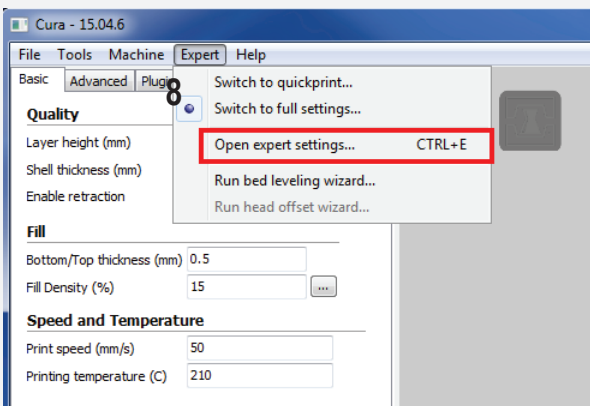 Cura - 15.04.6
File Tools Machine Expert Help
Basic Advanced
8
Switch to quickprint...
Switch to full settings...
Open expert settings... CTRL+E
Run bed leveling wizard...
Run head offset wizard...
Quality
Layer height (mm)
Shell thickness (mm)
Enable retraction
Fill
Bottom/Top thickness (mm) 0.5
Fill Density (%) 15 ...
Speed and Temperature
Print speed (mm/s) 50
Printing temperature (C) 210